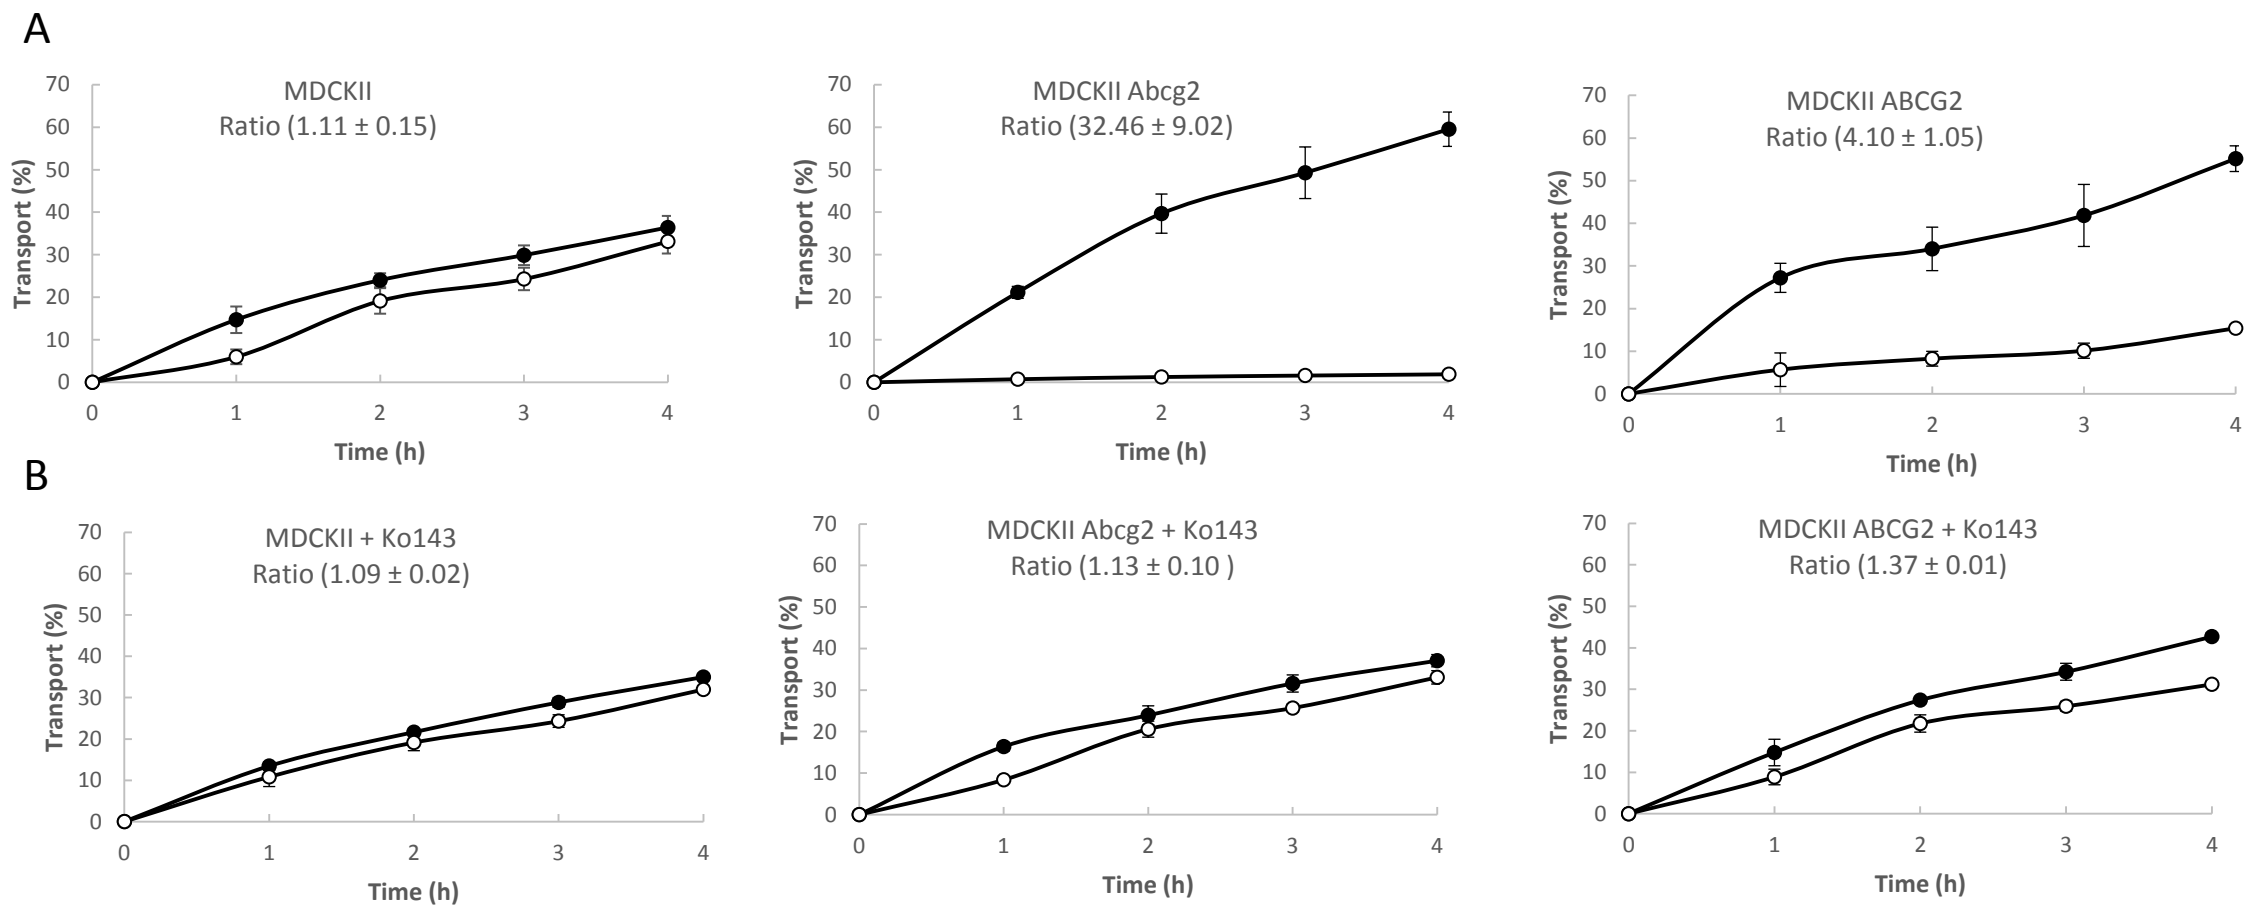 A
MDCKII
Ratio (1.11 ± 0.15)
70
60
50
40
30
20
10
0
Transport (%)
0 1 2 3 4
Time (h)
MDCKII Abcg2
Ratio (32.46 ± 9.02)
70
60
50
40
30
20
10
0
Transport (%)
0 1 2 3 4
Time (h)
MDCKII ABCG2
Ratio (4.10 ± 1.05)
70
60
50
40
30
20
10
0
Transport (%)
0 1 2 3 4
Time (h)
B
MDCKII + Ko143
Ratio (1.09 ± 0.02)
70
60
50
40
30
20
10
0
Transport (%)
0 1 2 3 4
Time (h)
MDCKII Abcg2 + Ko143
Ratio (1.13 ± 0.10 )
70
60
50
40
30
20
10
0
Transport (%)
0 1 2 3 4
Time (h)
MDCKII ABCG2 + Ko143
Ratio (1.37 ± 0.01)
70
60
50
40
30
20
10
0
Transport (%)
0 1 2 3 4
Time (h)